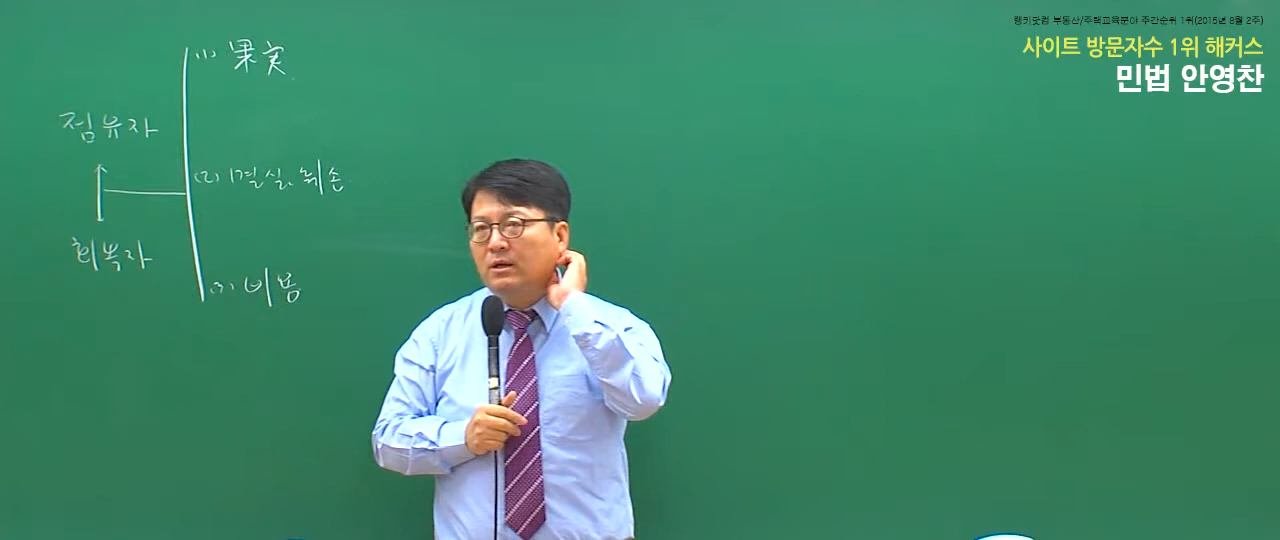 랭키닷컴 부동산/주택교육분야 주간순위 1위(2015년 8월 2주)
사이트 방문자수 1위 해커스
민법 안영찬
(1) 果実
점유자
(2) 멸실, 훼손
회복자
(3) 비용